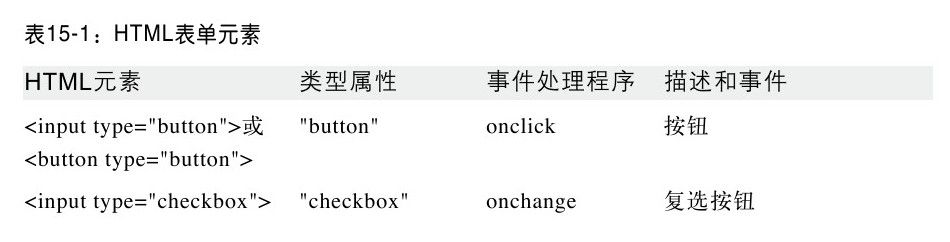 表15-1：HTML表单元素
HTML元素 类型属性 事件处理程序 描述和事件
<input type="button">或 "button" onclick 按钮
<button type="button">
<input type="checkbox"> "checkbox" onchange 复选按钮